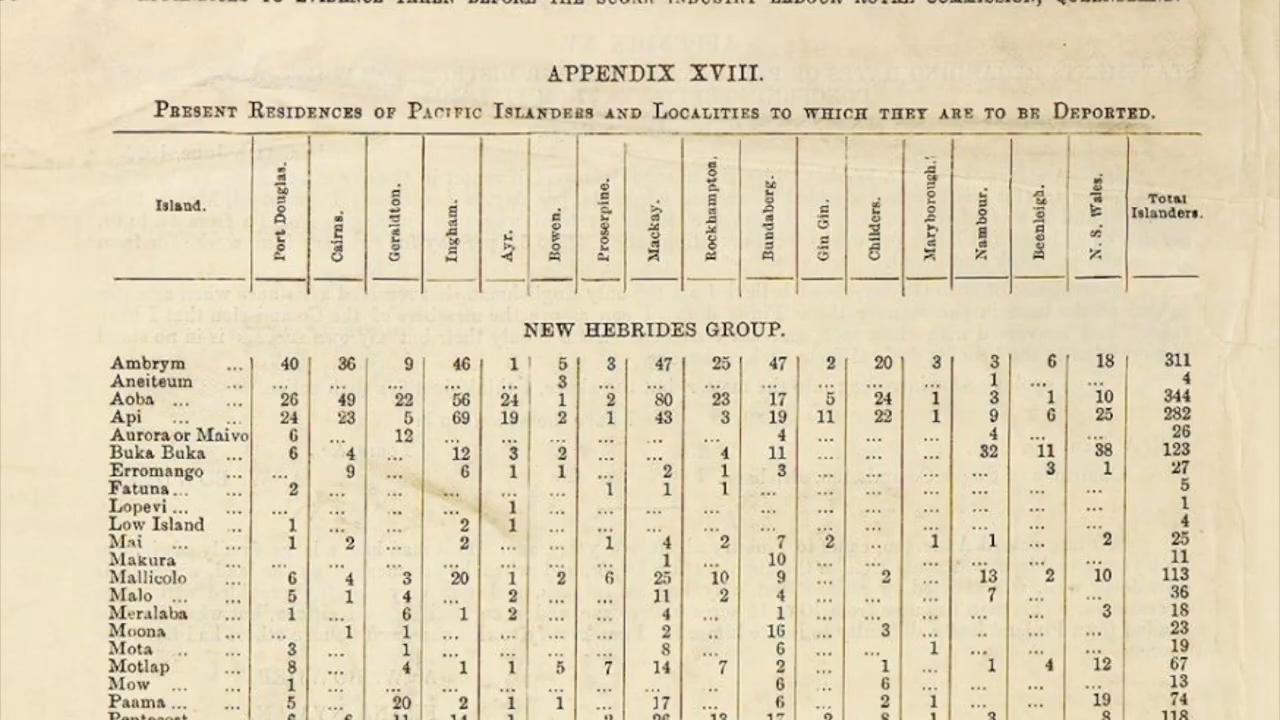 APPENDIX XVIII.
PRESENT RESIDENCES OF PACIFIC ISLANDERS AND LOCALITIES TO WHICH THEY ARE TO BE DEPORTED.
Island. Port Douglas. Cairns. Geraldton. Ingham. Ayr. Bowen. Proserpine. Mackay. Rockhampton. Bundaberg. Gin Gin. Childers. Maryborough. Nambour. Beenleigh. N. S. Wales. Total Islanders.
NEW HEBRIDES GROUP.
Ambrym ... 40 36 9 46 1 5 3 47 25 47 2 20 3 3 6 18 311
Aneiteum ... ... ... ... ... ... 3 ... ... ... ... ... ... ... 1 ... ... 4
Aoba ... ... 26 49 22 56 24 1 2 80 23 17 5 24 1 3 1 10 344
Api ... ... 24 23 5 69 19 2 1 43 3 19 11 22 1 9 6 25 282
Aurora or Maivo 6 ... 12 ... ... ... ... ... ... 4 ... ... ... 4 ... ... 26
Buka Buka ... 6 4 ... 12 3 2 ... ... 4 11 ... ... ... 32 11 38 123
Erromango ... ... 9 ... 6 1 1 ... 2 1 3 ... ... ... ... 3 1 27
Fatuna ... ... 2 ... ... ... ... ... 1 1 1 ... ... ... ... ... ... ... 5
Lopevi ... ... ... ... ... ... 1 ... ... ... ... ... ... ... ... ... ... ... 1
Low Island ... 1 ... ... 2 1 ... ... ... ... ... ... ... ... ... ... ... 4
Mai ... ... 1 2 ... 2 ... ... 1 4 2 7 2 ... 1 1 ... 2 25
Makura ... ... ... ... ... ... ... ... 1 ... 10 ... ... ... ... ... ... 11
Mallicolo ... 6 4 3 20 1 2 6 25 10 9 ... 2 ... 13 2 10 113
Malo ... ... 5 1 4 ... 2 ... ... 11 2 4 ... ... ... 7 ... ... 36
Meralaba ... 1 ... 6 1 2 ... ... 4 ... 1 ... ... ... ... ... 3 18
Moona ... ... ... 1 1 ... ... ... ... 2 ... 16 ... 3 ... ... ... ... 23
Mota ... ... 3 ... 1 ... ... ... ... 8 ... 6 ... ... 1 ... ... ... 19
Motlap ... 8 ... 4 1 1 5 7 14 7 2 ... 1 ... 1 4 12 67
Mow ... ... 1 ... ... ... ... ... ... ... ... 6 ... 6 ... ... ... ... 13
Paama ... ... 5 ... 20 2 1 1 ... 17 ... 6 ... 2 1 ... ... 19 74
Pentecost